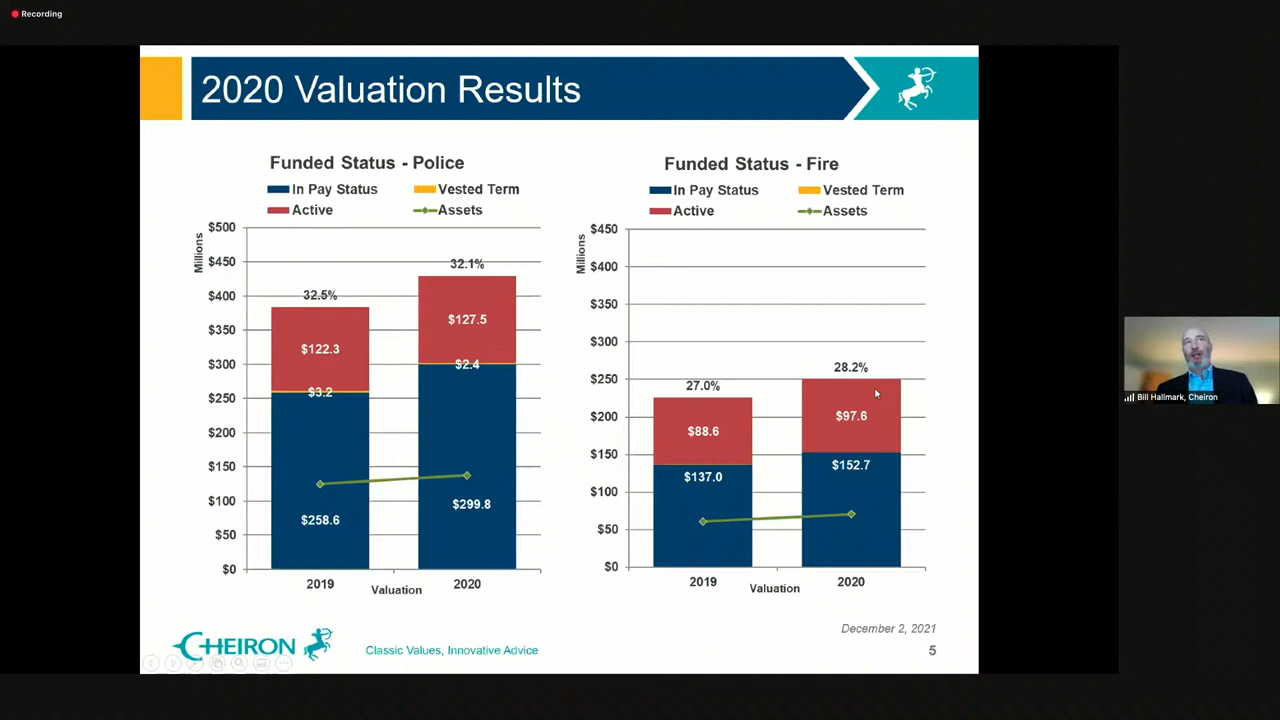 Recording
2020 Valuation Results
Funded Status - Police
In Pay Status
Vested Term
Active
Assets
Millions
$500
$450
$400
$350
$300
$250
$200
$150
$100
$50
$0
32.5%
$122.3
$3.2
$258.6
32.1%
$127.5
$2.4
$299.8
2019
2020
Valuation
Funded Status - Fire
In Pay Status
Vested Term
Active
Assets
Millions
$450
$400
$350
$300
$250
$200
$150
$100
$50
$0
27.0%
$88.6
$137.0
28.2%
$97.6
$152.7
2019
2020
Valuation
Bill Hallmark, Cheiron
December 2, 2021
CHEIRON
Classic Values, Innovative Advice
5